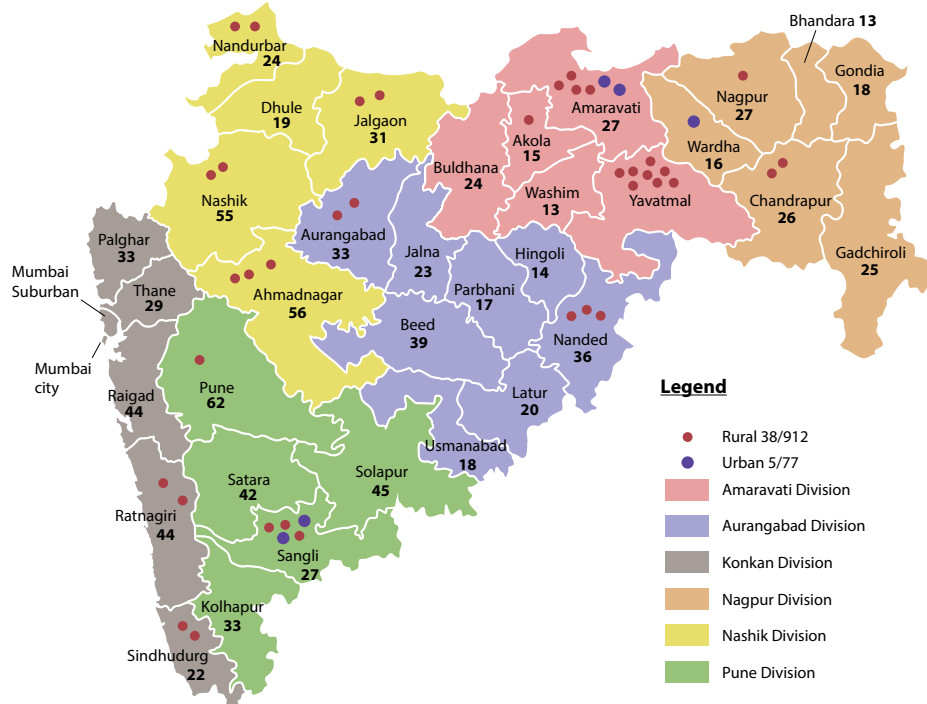 Bhandara 13
Nandurbar
24
Gondia
18
Nagpur
27
Dhule
19
Jalgaon
31
Amaravati
27
Akola
15
Wardha
16
Buldhana
24
Washim
13
Yavatmal
Chandrapur
26
Nashik
55
Aurangabad
33
Palghar
33
Jalna
23
Hingoli
14
Gadchiroli
25
Mumbai
Suburban
Thane
29
Ahmadnagar
56
Parbhani
17
Beed
39
Nanded
36
Mumbai
city
Pune
62
Raigad
44
Latur
20
Usmanabad
18
Satara
42
Solapur
45
Ratnagiri
44
Sangli
27
Kolhapur
33
Sindhudurg
22
Legend
Rural 38/912
Urban 5/77
Amaravati Division
Aurangabad Division
Konkan Division
Nagpur Division
Nashik Division
Pune Division